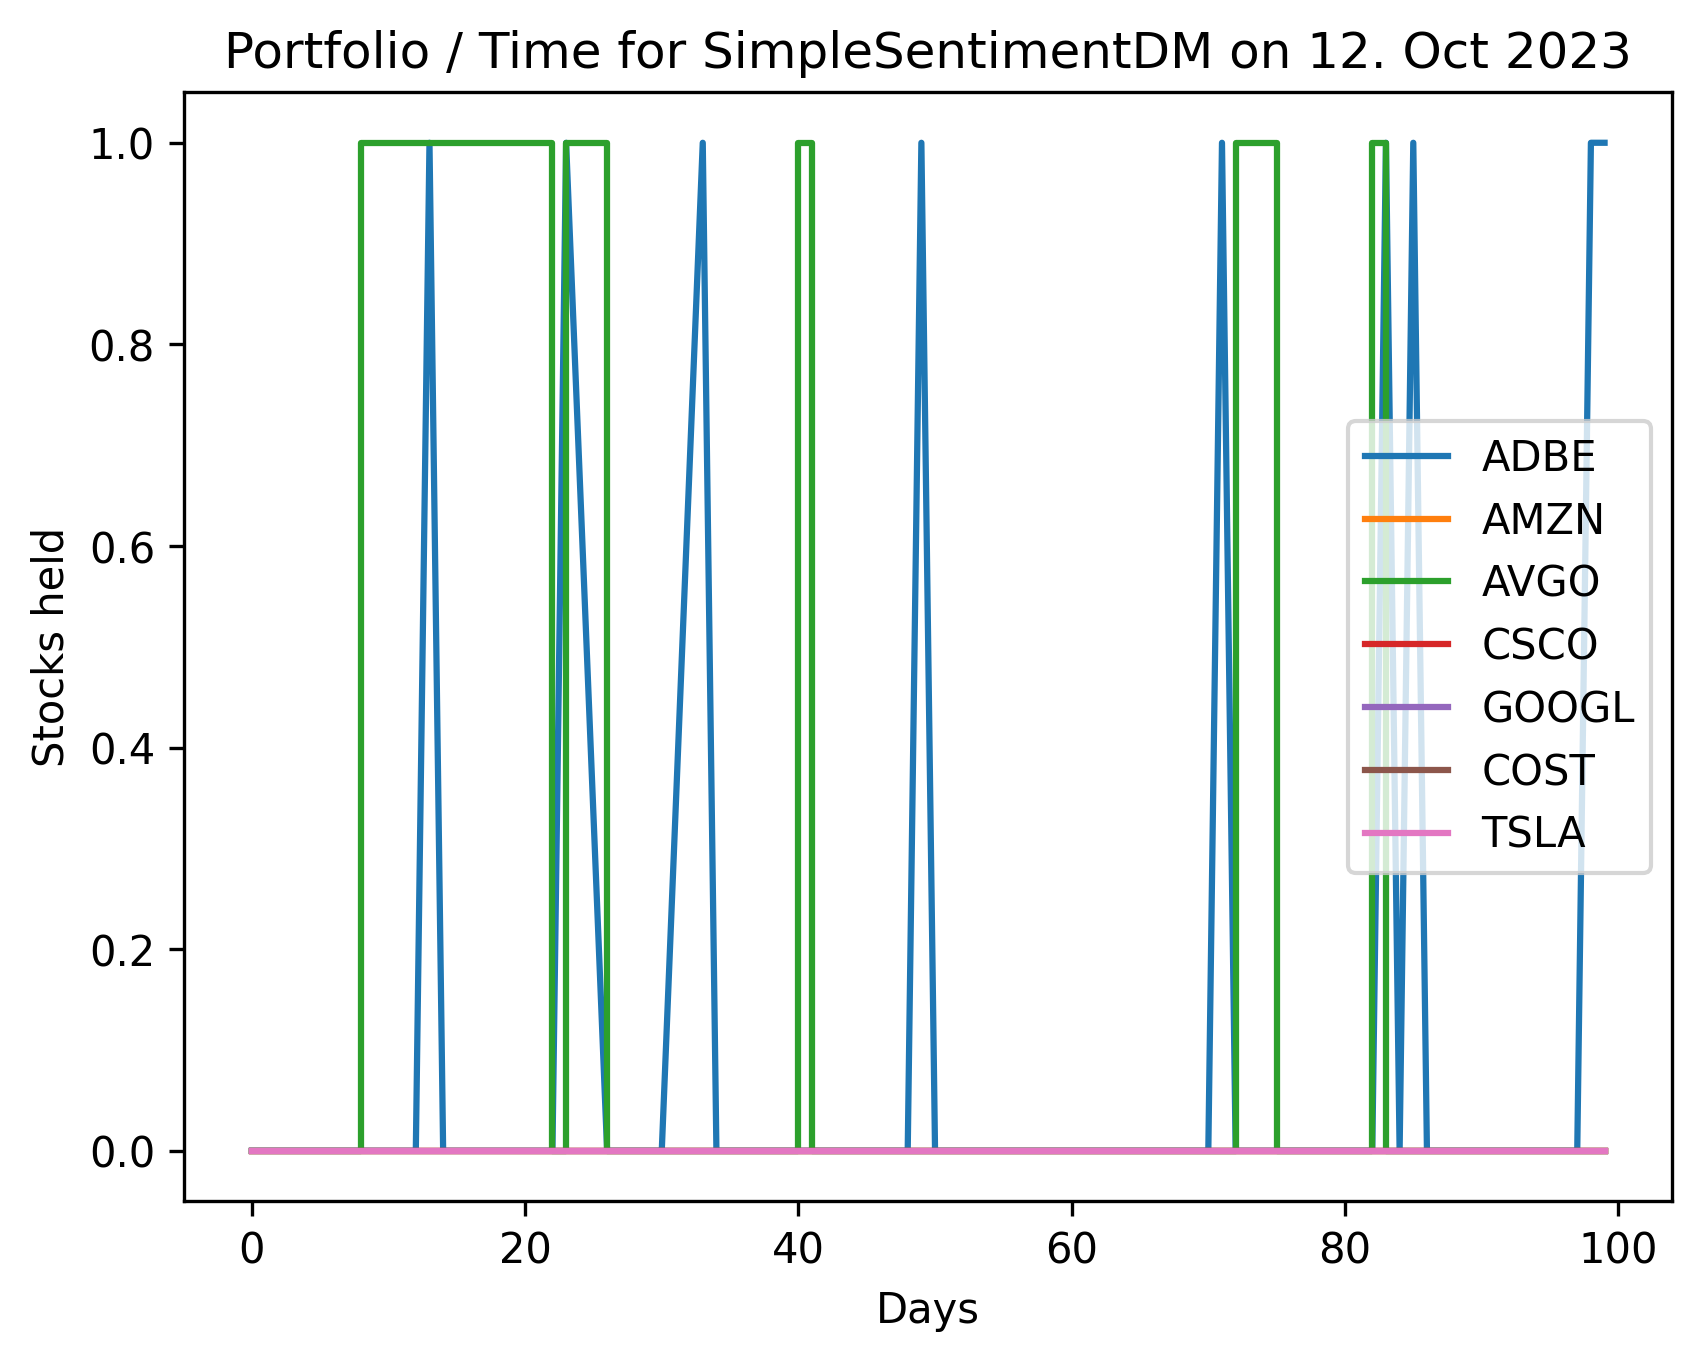 Portfolio / Time for SimpleSentimentDM on 12. Oct 2023
1.0
0.8
0.6
0.4
0.2
0.0
Stocks held
ADBE
AMZN
AVGO
CSCO
GOOGL
COST
TSLA
0 20 40 60 80 100
Days